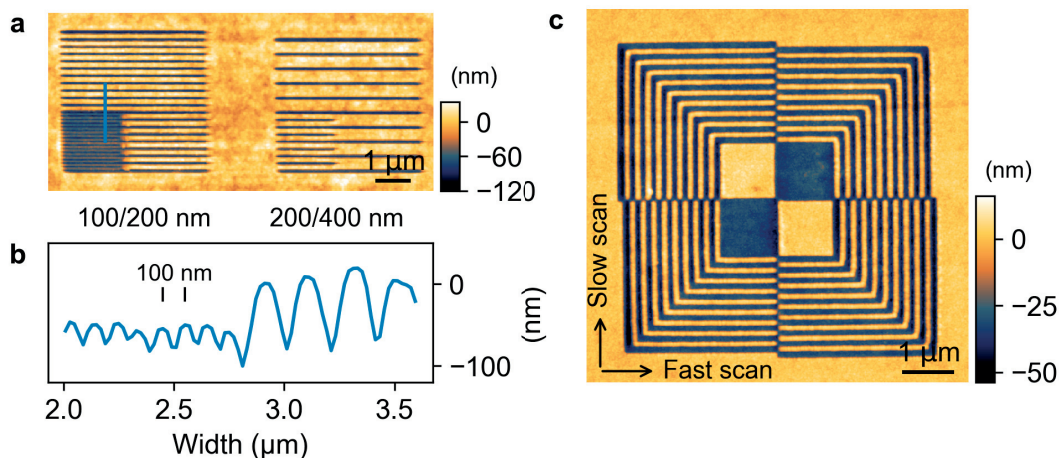 a
(nm)
0
−60
−120
1 µm
100/200 nm
200/400 nm
b
100 nm
0
−100
(nm)
2.0
2.5
3.0
3.5
Width (µm)
c
Slow scan
Fast scan
1 µm
(nm)
0
−25
−50